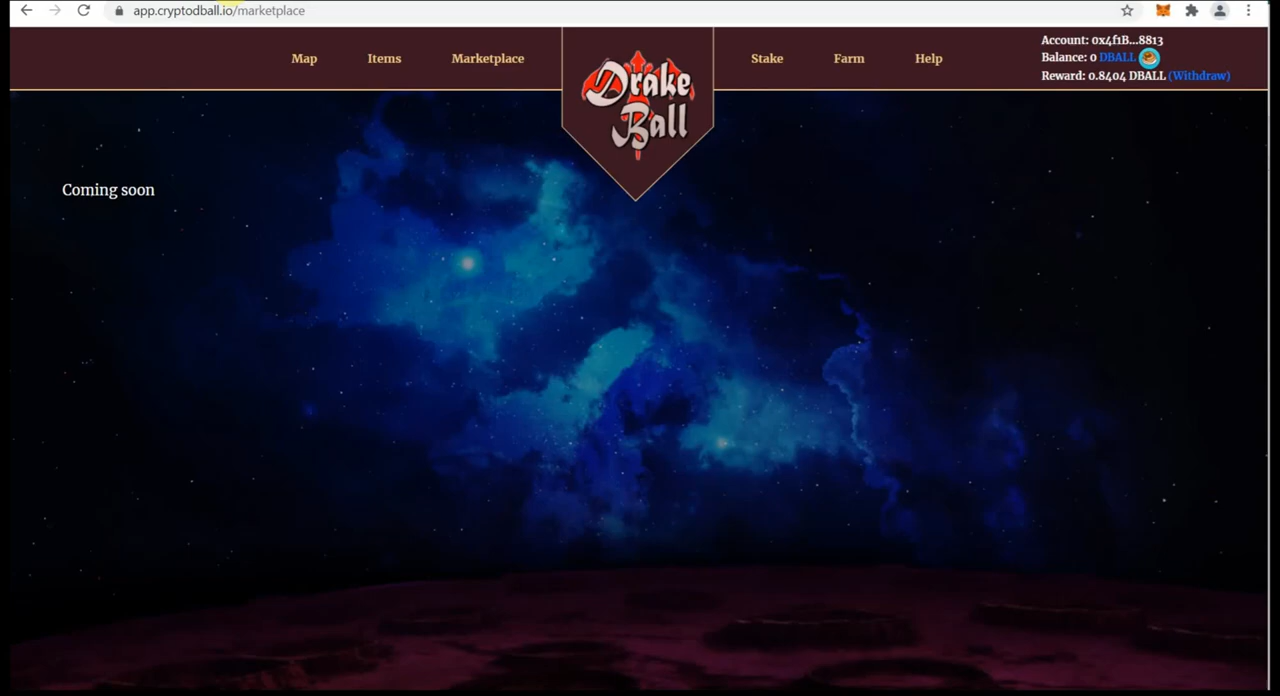 app.cryptodball.io/marketplace
Map Items Marketplace
Drake
Ball
Stake Farm Help
Account: 0x4f1B...8813
Balance: 0 DBALL
Reward: 0.8404 DBALL (Withdraw)
Coming soon